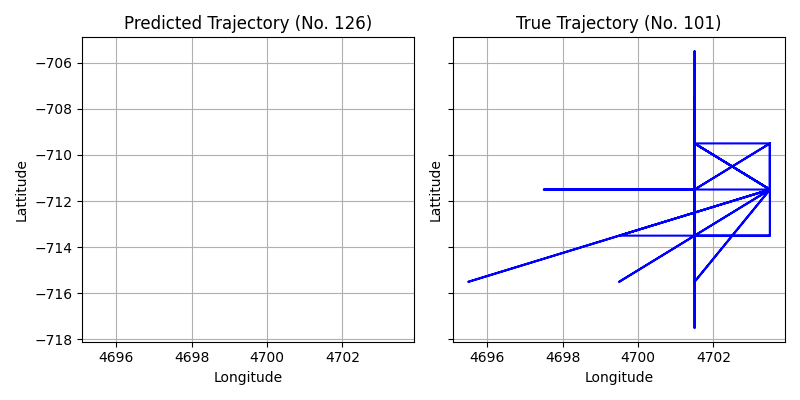 Predicted Trajectory (No. 126)
True Trajectory (No. 101)
−706
−708
−710
−712
−714
−716
−718
Lattitude
Lattitude
4696 4698 4700 4702
4696 4698 4700 4702
Longitude
Longitude